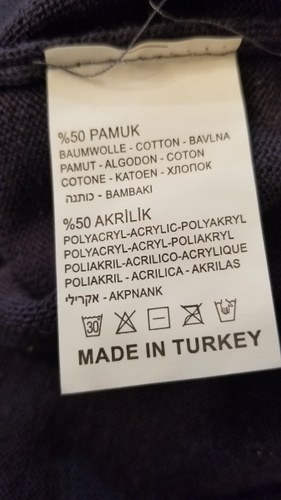 %50 PAMUK
BAUMWOLLE - COTTON - BAVLNA
PAMUT - ALGODON - COTON
COTONE - KATOEN - ХЛОПОК
כותנה - BAMBAKI
%50 AKRİLİK
POLYACRYL-ACRYLIC-POLYAKRYL
POLYACRYL-ACRYL-POLIAKRYL
POLIAKRIL-ACRILICO-ACRYLIQUE
POLIAKRIL - ACRILICA - AKRILAS
אקרילי - AKPNANK
30
MADE IN TURKEY